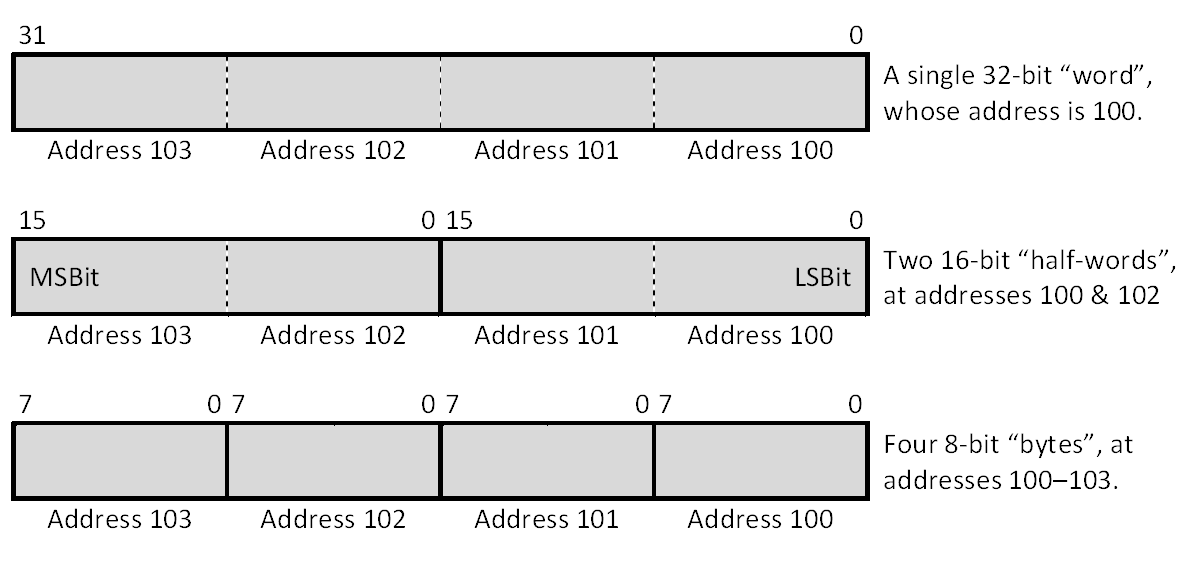 31 0
A single 32-bit “word”,
whose address is 100.
Address 103 Address 102 Address 101 Address 100
15 0 15 0
MSBit LSBit
Two 16-bit “half-words”,
at addresses 100 & 102
Address 103 Address 102 Address 101 Address 100
7 0 7 0 7 0 7 0
Four 8-bit “bytes”, at
addresses 100–103.
Address 103 Address 102 Address 101 Address 100